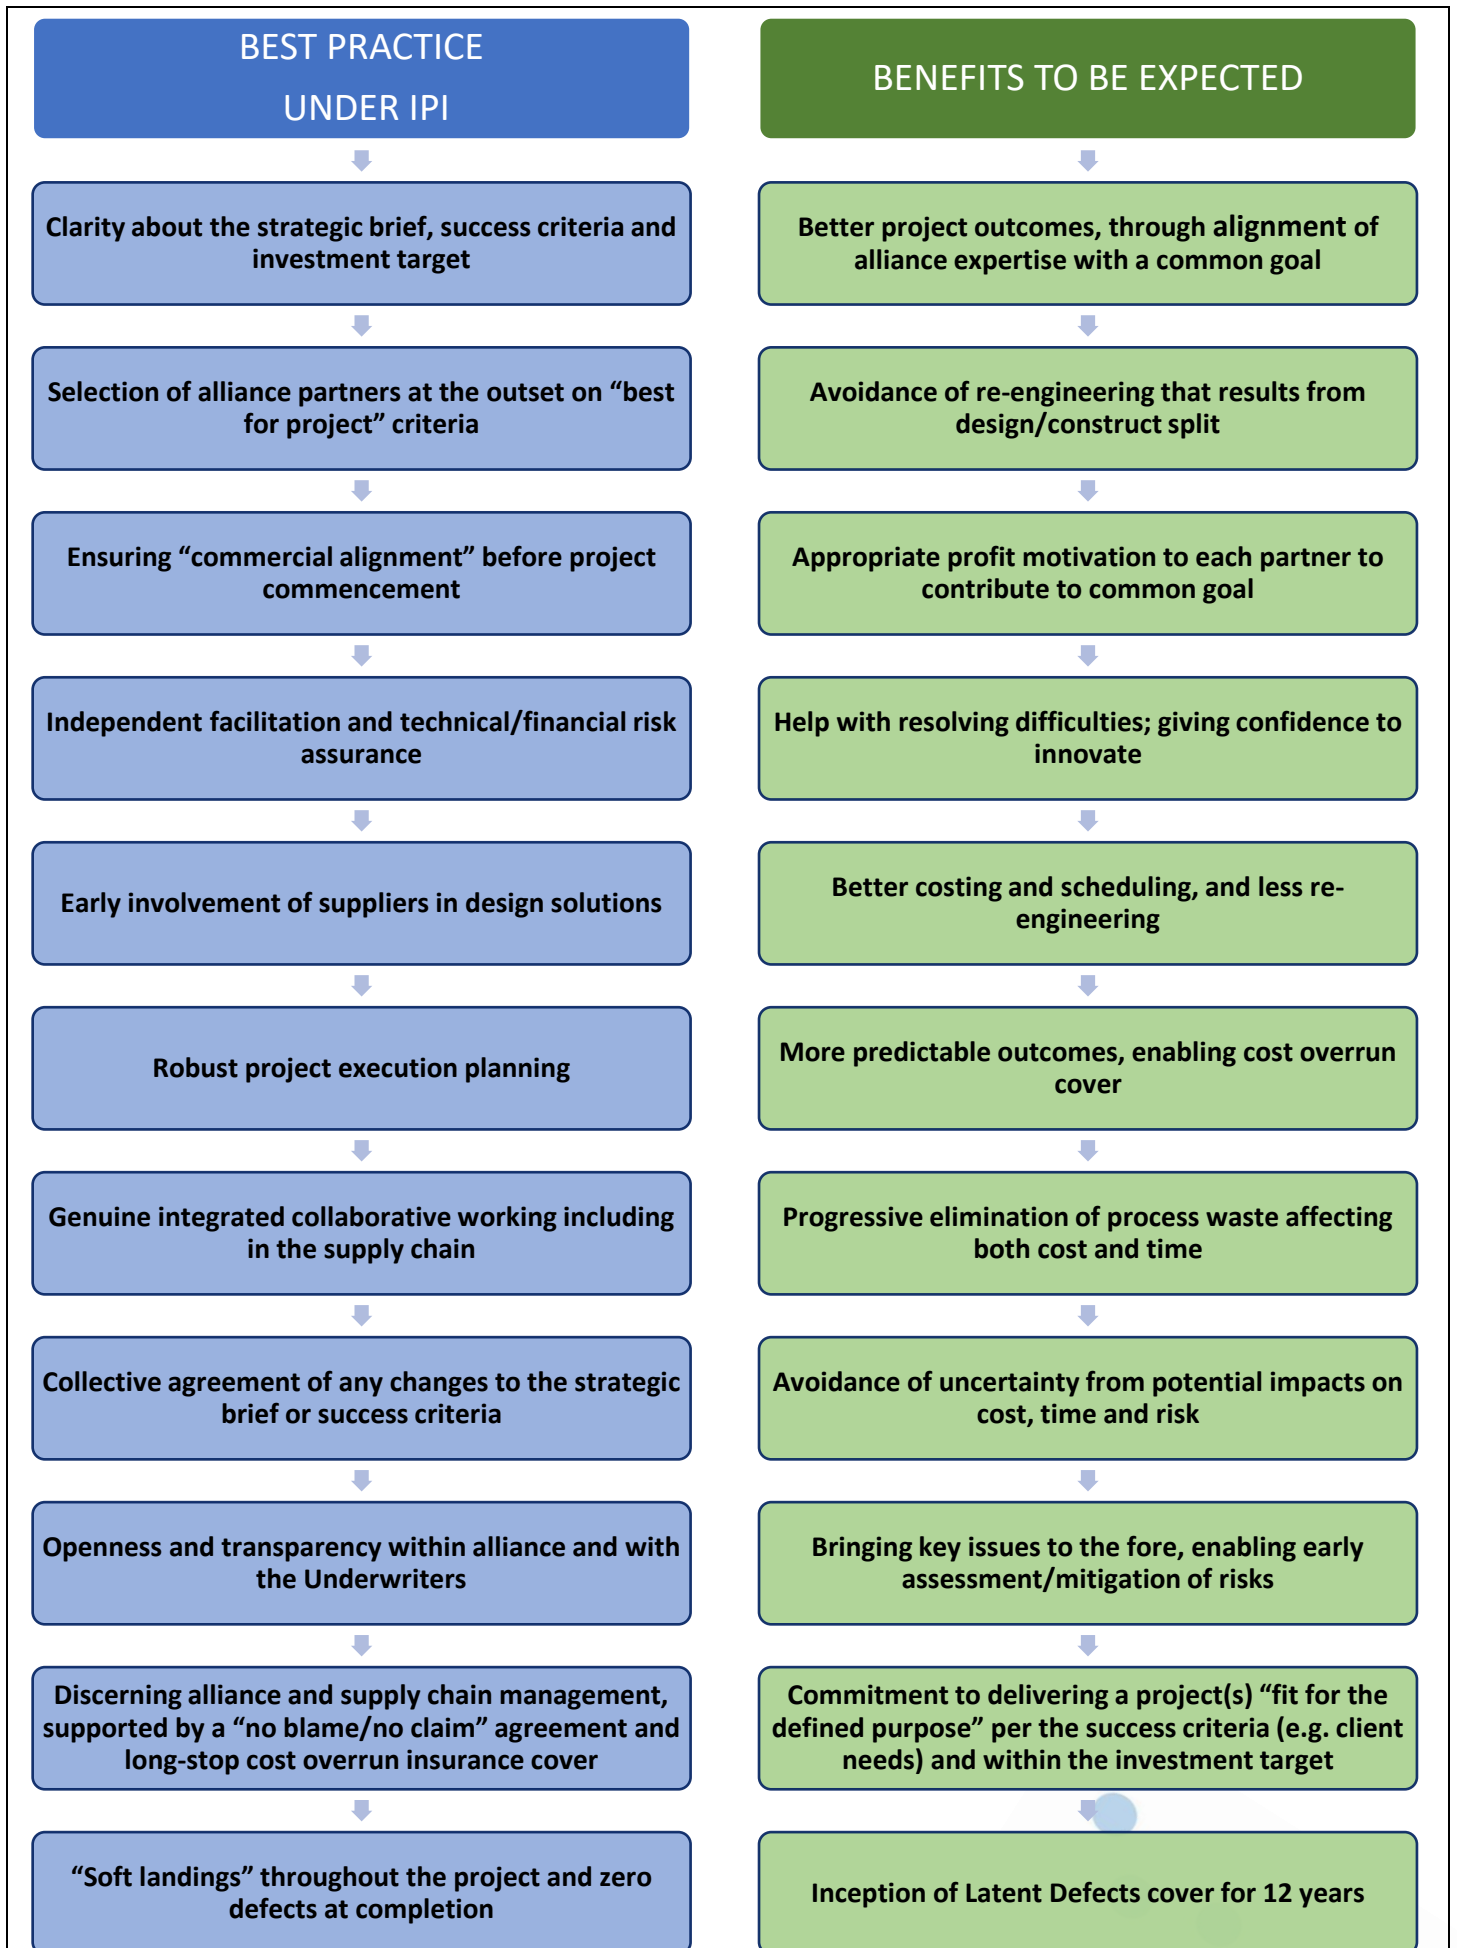 BEST PRACTICE
UNDER IPI
Clarity about the strategic brief, success criteria and
investment target
Selection of alliance partners at the outset on “best
for project” criteria
Ensuring “commercial alignment” before project
commencement
Independent facilitation and technical/financial risk
assurance
Early involvement of suppliers in design solutions
Robust project execution planning
Genuine integrated collaborative working including
in the supply chain
Collective agreement of any changes to the strategic
brief or success criteria
Openness and transparency within alliance and with
the Underwriters
Discerning alliance and supply chain management,
supported by a “no blame/no claim” agreement and
long-stop cost overrun insurance cover
“Soft landings” throughout the project and zero
defects at completion
BENEFITS TO BE EXPECTED
Better project outcomes, through alignment of
alliance expertise with a common goal
Avoidance of re-engineering that results from
design/construct split
Appropriate profit motivation to each partner to
contribute to common goal
Help with resolving difficulties; giving confidence to
innovate
Better costing and scheduling, and less re-
engineering
More predictable outcomes, enabling cost overrun
cover
Progressive elimination of process waste affecting
both cost and time
Avoidance of uncertainty from potential impacts on
cost, time and risk
Bringing key issues to the fore, enabling early
assessment/mitigation of risks
Commitment to delivering a project(s) “fit for the
defined purpose” per the success criteria (e.g. client
needs) and within the investment target
Inception of Latent Defects cover for 12 years